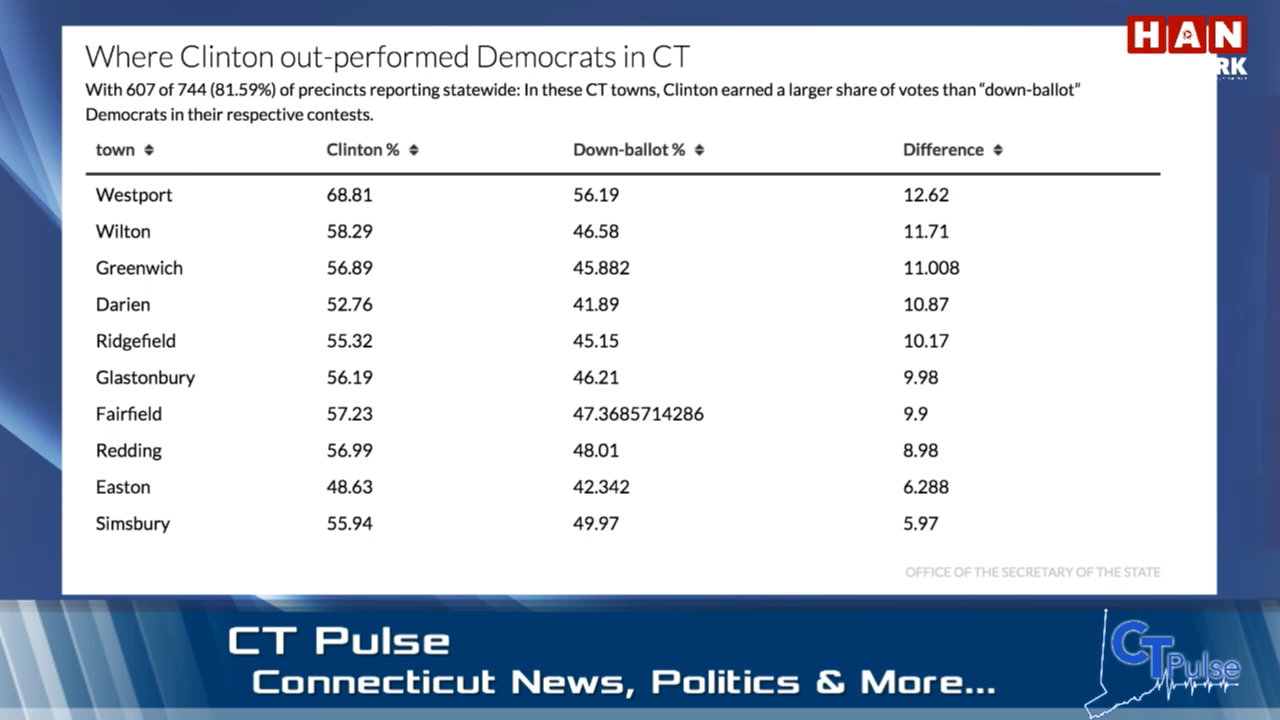 HAN
RK
Where Clinton out-performed Democrats in CT
With 607 of 744 (81.59%) of precincts reporting statewide: In these CT towns, Clinton earned a larger share of votes than “down-ballot”
Democrats in their respective contests.
town Clinton % Down-ballot % Difference
Westport 68.81 56.19 12.62
Wilton 58.29 46.58 11.71
Greenwich 56.89 45.882 11.008
Darien 52.76 41.89 10.87
Ridgefield 55.32 45.15 10.17
Glastonbury 56.19 46.21 9.98
Fairfield 57.23 47.3685714286 9.9
Redding 56.99 48.01 8.98
Easton 48.63 42.342 6.288
Simsbury 55.94 49.97 5.97
OFFICE OF THE SECRETARY OF THE STATE
CT Pulse
Connecticut News, Politics & More...
CT Pulse